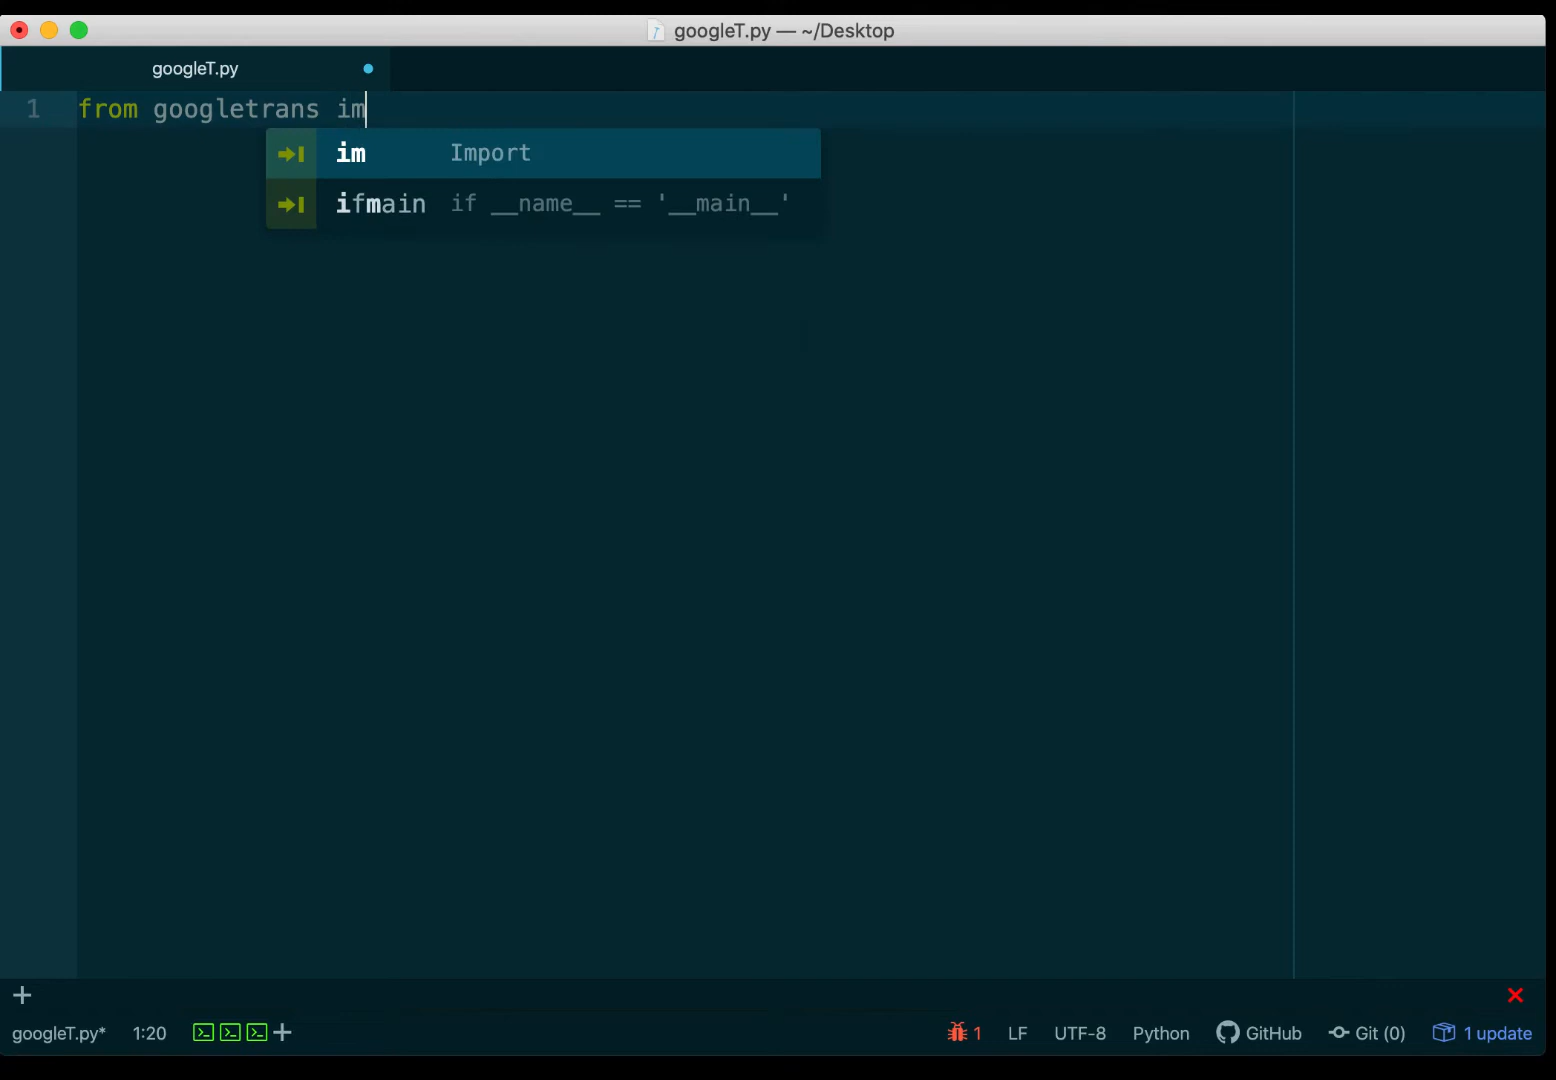 googleT.py — ~/Desktop
googleT.py
1 from googletrans im
im Import
ifmain if __name__ == '__main__'
googleT.py* 1:20 1 LF UTF-8 Python GitHub Git (0) 1 update